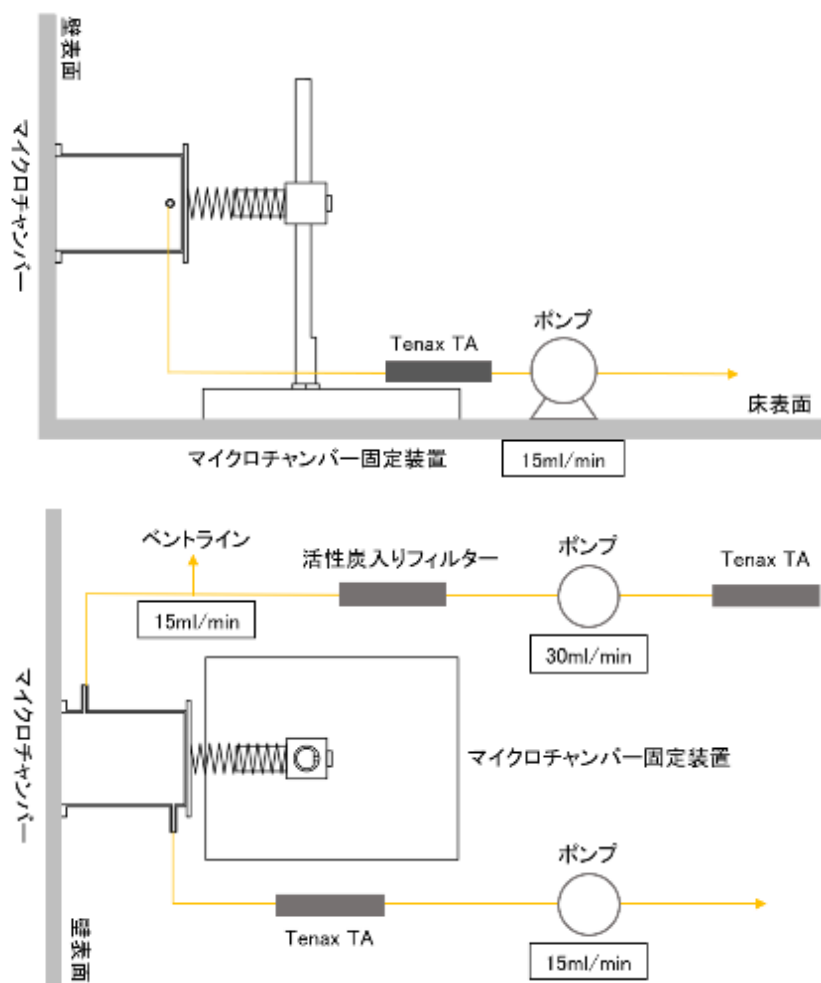 壁表面
マイクロチャンバー
ポンプ
Tenax TA
床表面
マイクロチャンバー固定装置
15ml/min
ベントライン
活性炭入りフィルター
ポンプ
Tenax TA
15ml/min
30ml/min
マイクロチャンバー
マイクロチャンバー固定装置
ポンプ
Tenax TA
壁表面
15ml/min